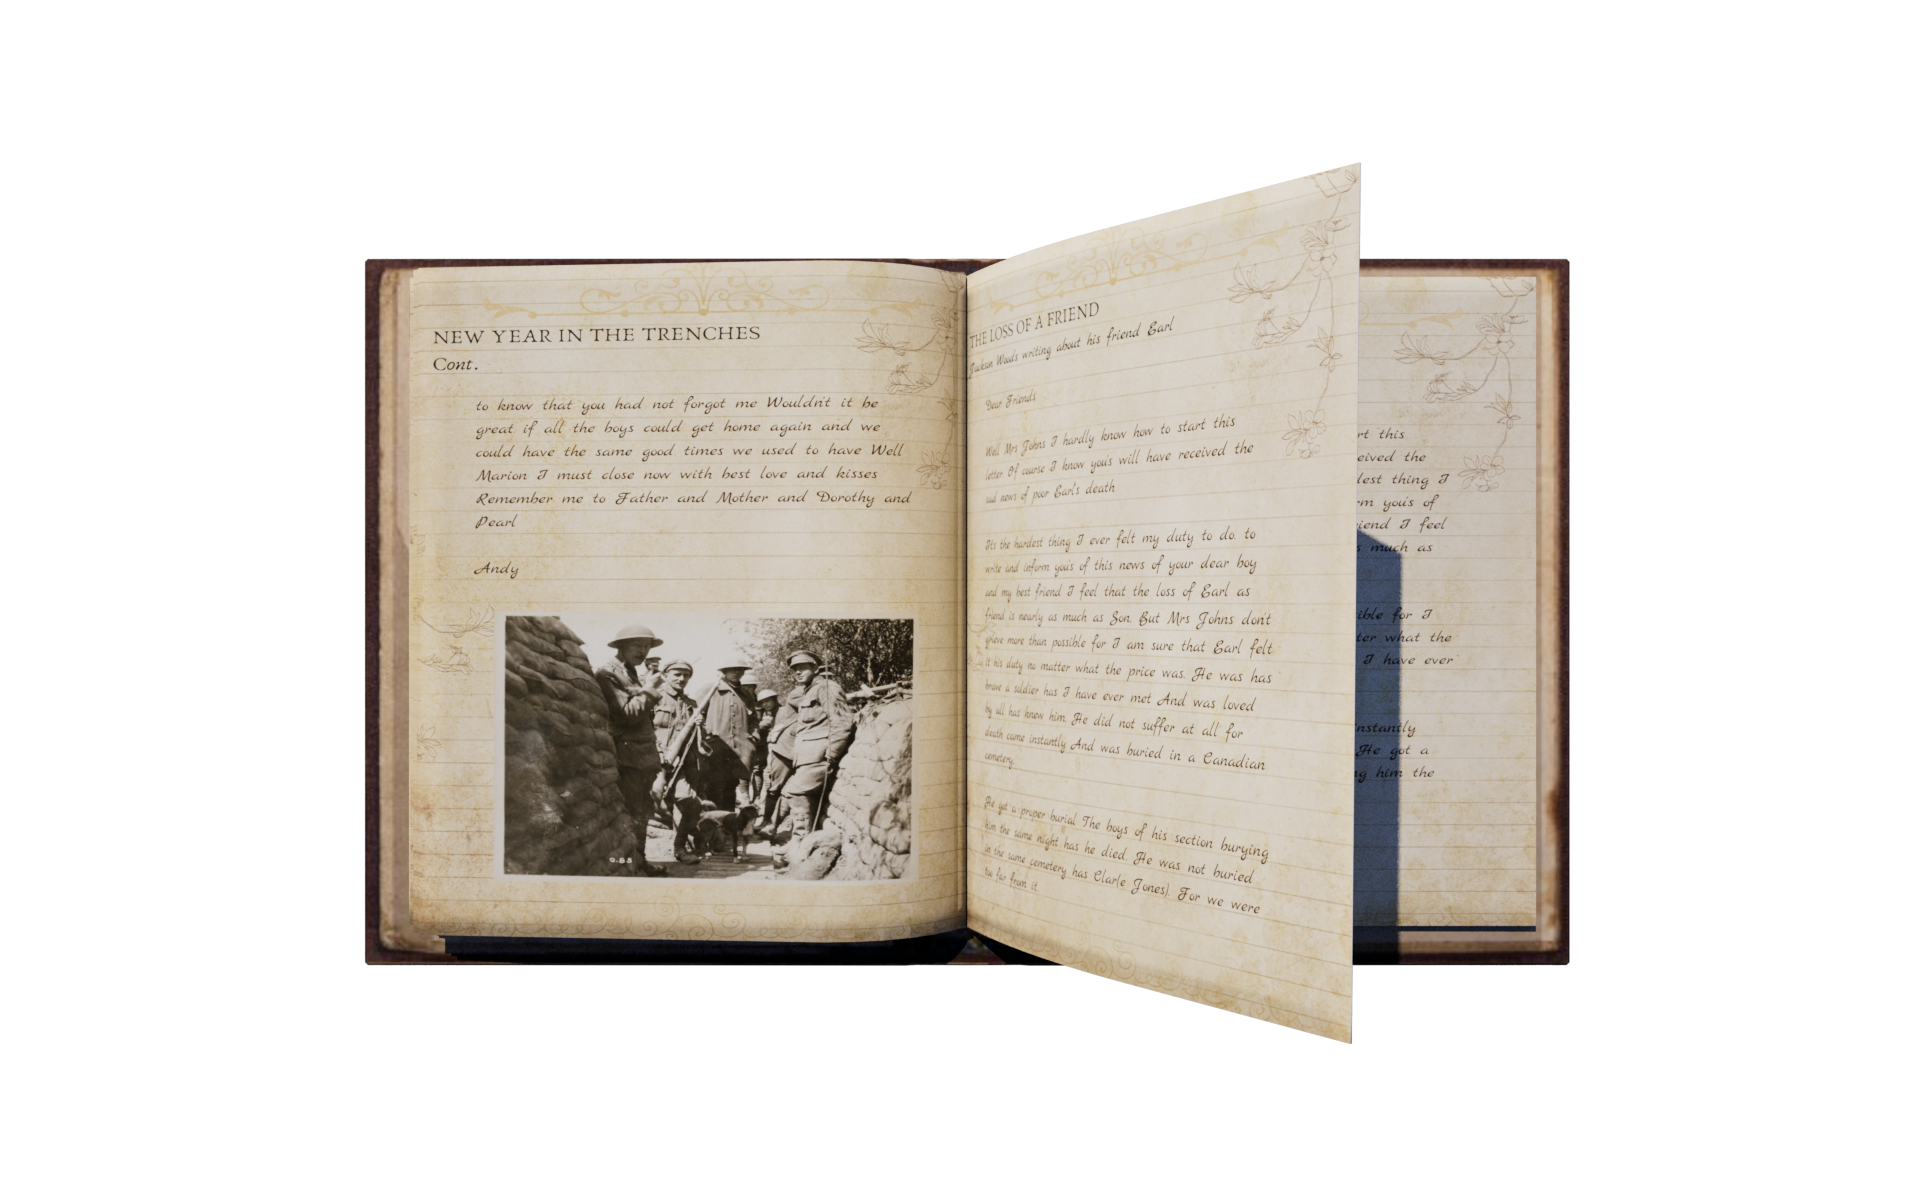 NEW YEAR IN THE TRENCHES
Cont.
to know that you had not forgot me Wouldn't it be
great if all the boys could get home again and we
could have the same good times we used to have Well
Marion I must close now with best love and kisses
Remember me to Father and Mother and Dorothy and
Pearl
Andy
G.85
THE LOSS OF A FRIEND
Jackson Woods writing about his friend Earl
Dear Friends
Well Mrs Johns I hardly know how to start this
letter Of course I know you's will have received the
sad news of poor Earl's death
It's the hardest thing I ever felt my duty to do. to
write and inform you's of this news of your dear boy
and my best friend I feel that the loss of Earl as
friend is nearly as much as Son. But Mrs Johns don't
grieve more than possible for I am sure that Earl felt
it his duty no matter what the price was. He was has
brave a soldier has I have ever met And was loved
by all has knew him. He did not suffer at all for
death came instantly And was buried in a Canadian
cemetery.
He got a proper burial The boys of his section burying
him the same night has he died. He was not buried
in the same cemetery has Clar(e Jones). For we were
too far from it
rt this
eived the
dest thing I
rm you's of
riend I feel
s much as
ible for I
ter what the
I have ever
nstantly
He got a
ng him the